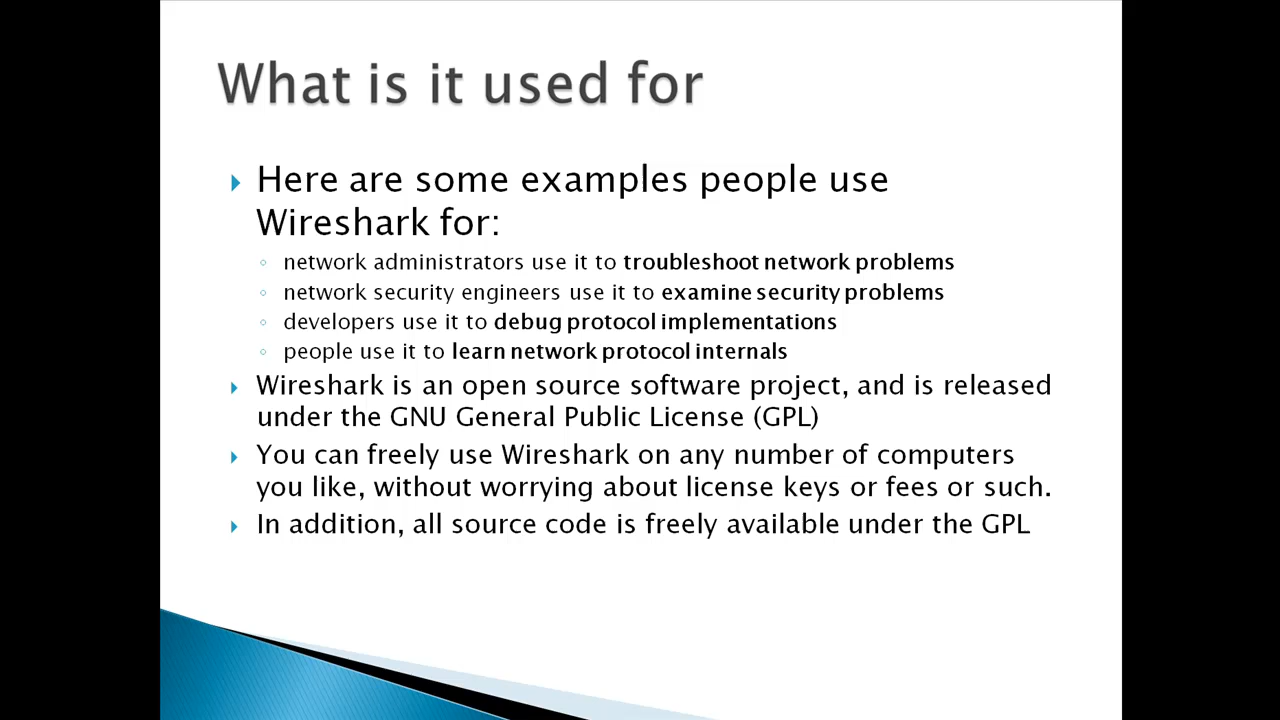 What is it used for
Here are some examples people use
Wireshark for:
network administrators use it to troubleshoot network problems
network security engineers use it to examine security problems
developers use it to debug protocol implementations
people use it to learn network protocol internals
Wireshark is an open source software project, and is released
under the GNU General Public License (GPL)
You can freely use Wireshark on any number of computers
you like, without worrying about license keys or fees or such.
In addition, all source code is freely available under the GPL